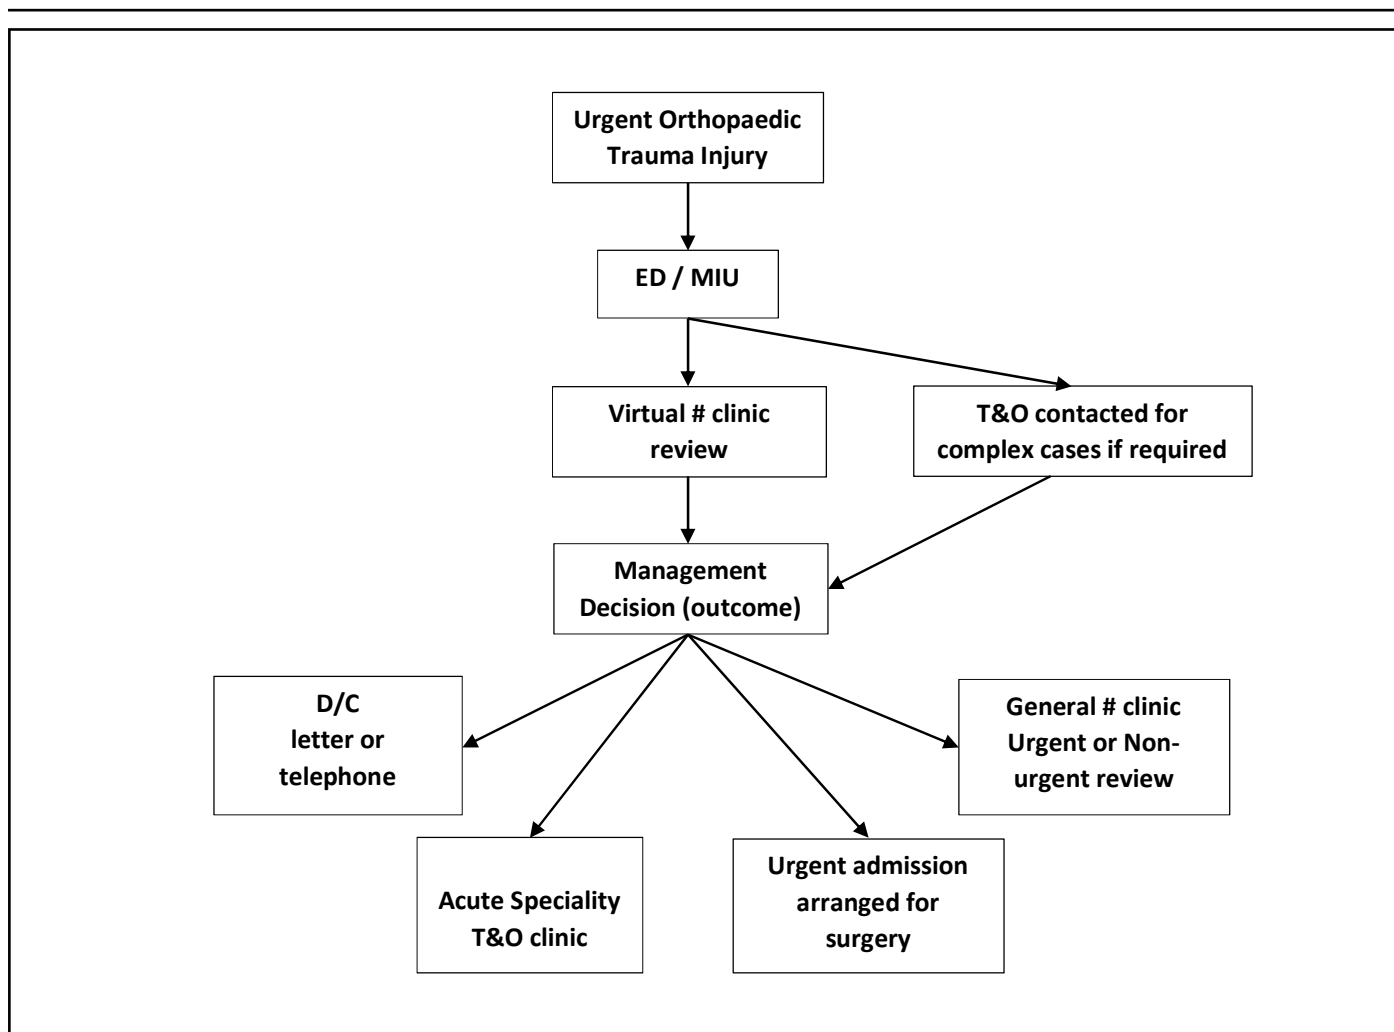 Urgent Orthopaedic
Trauma Injury
ED / MIU
Virtual # clinic
review
T&O contacted for
complex cases if required
Management
Decision (outcome)
D/C
letter or
telephone
General # clinic
Urgent or Non-
urgent review
Acute Speciality
T&O clinic
Urgent admission
arranged for
surgery